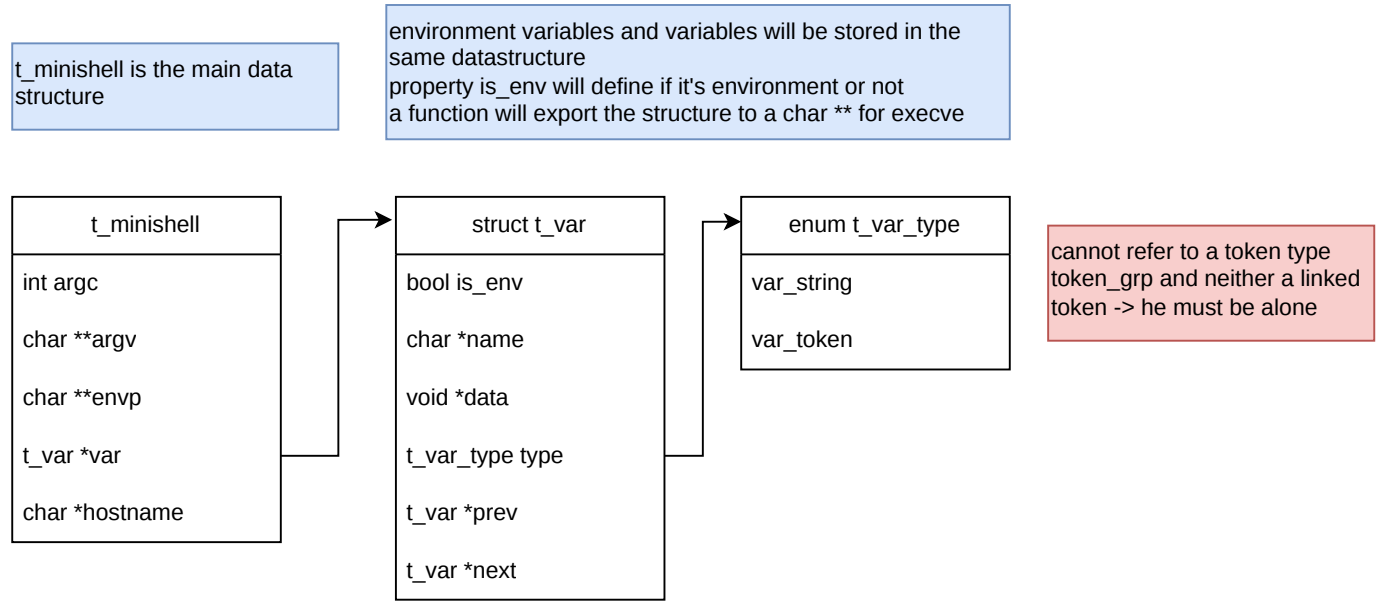 t_minishell is the main data
structure
environment variables and variables will be stored in the
same datastructure
property is_env will define if it's environment or not
a function will export the structure to a char ** for execve
t_minishell
int argc
char **argv
char **envp
t_var *var
char *hostname
struct t_var
bool is_env
char *name
void *data
t_var_type type
t_var *prev
t_var *next
enum t_var_type
var_string
var_token
cannot refer to a token type
token_grp and neither a linked
token -> he must be alone